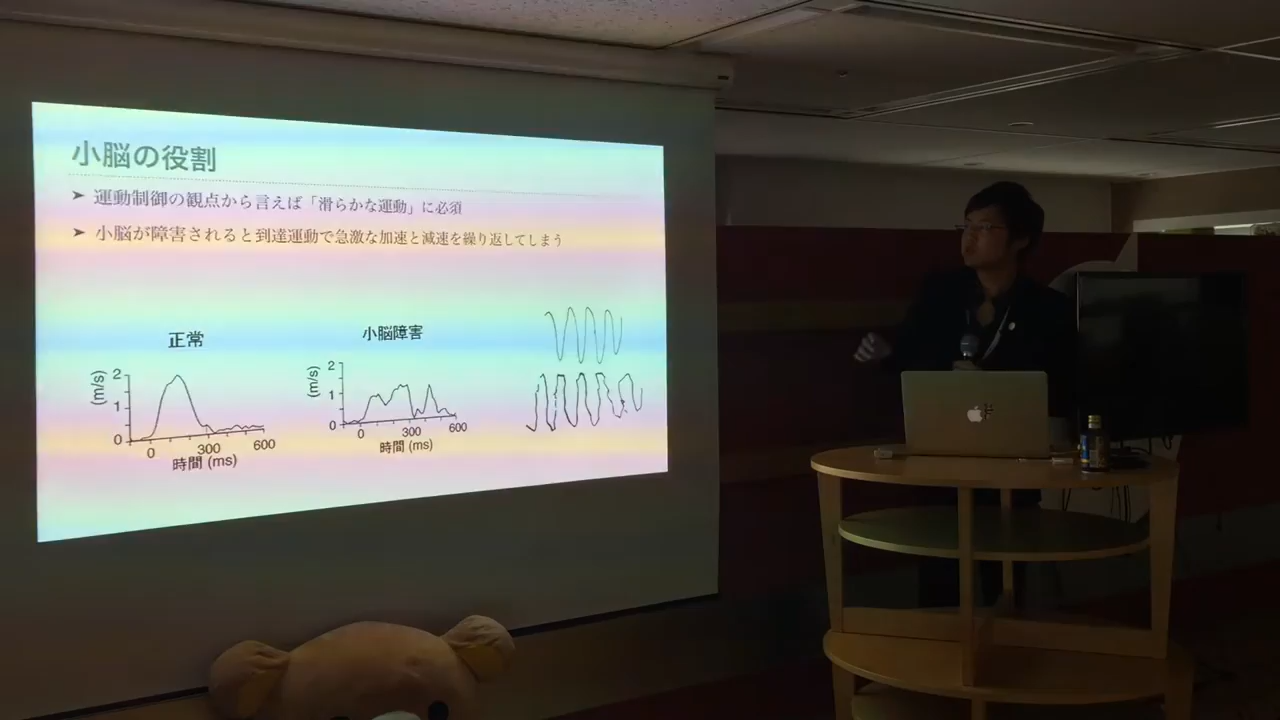 小脳の役割
➤ 運動制御の観点から言えば「滑らかな運動」に必須
➤ 小脳が障害されると到達運動で急激な加速と減速を繰り返してしまう
正常
(m/s)
2
1
0
0 300 600
時間 (ms)
小脳障害
(m/s)
2
1
0
0 300 600
時間 (ms)